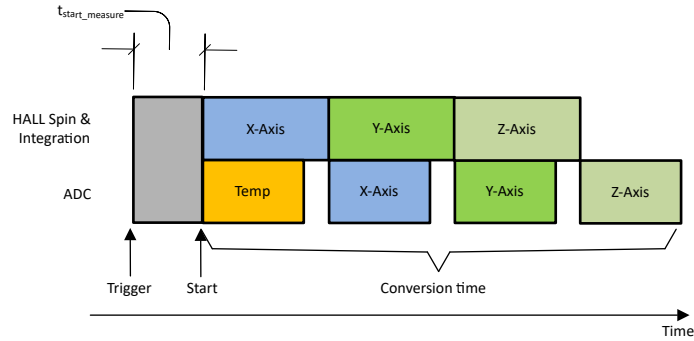 tstart_measure
HALL Spin &
Integration
X-Axis
Y-Axis
Z-Axis
ADC
Temp
X-Axis
Y-Axis
Z-Axis
Trigger
Start
Conversion time
Time